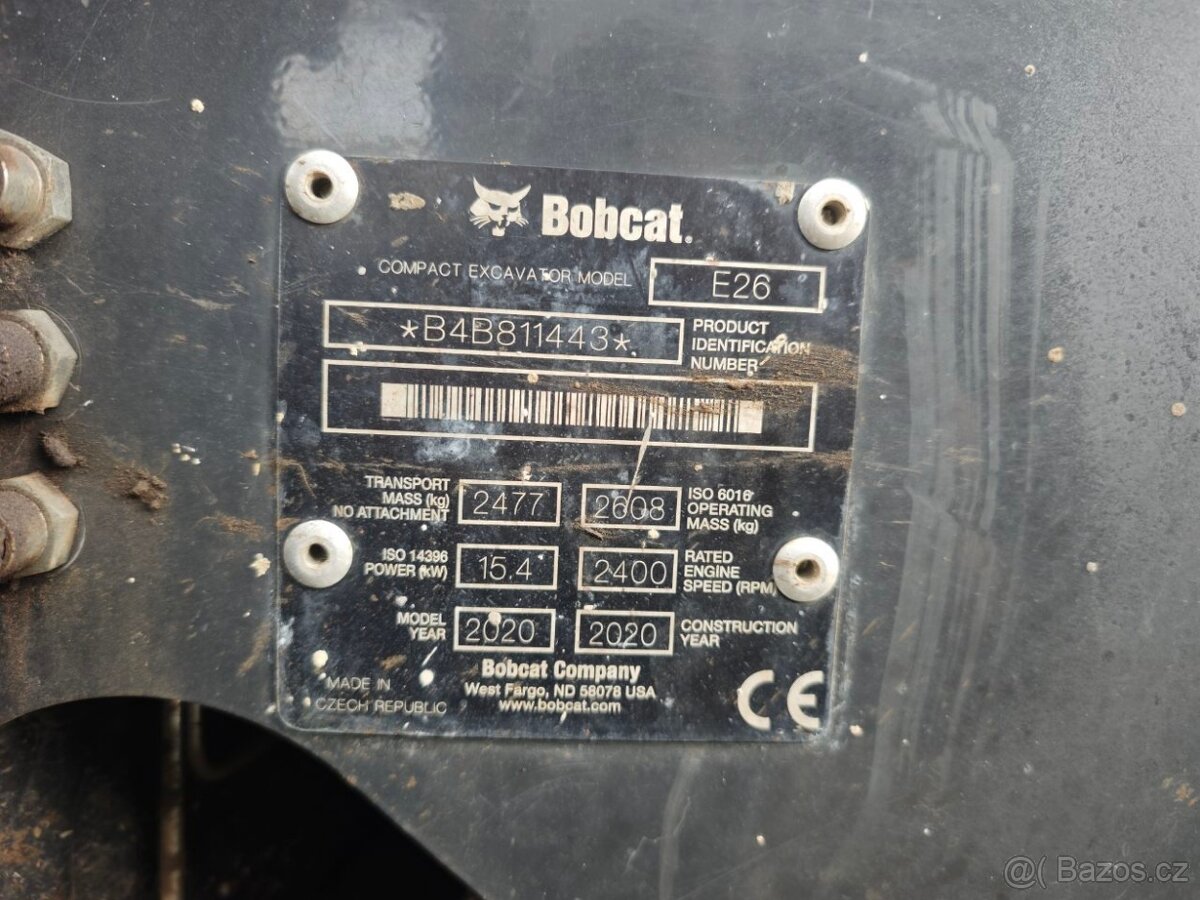 Bobcat.
COMPACT EXCAVATOR MODEL E26
*B4B811443*
PRODUCT
IDENTIFICATION
NUMBER
TRANSPORT
MASS (kg)
NO ATTACHMENT
2477
2608
ISO 6016
OPERATING
MASS (kg)
ISO 14396
POWER (kW)
15.4
2400
RATED
ENGINE
SPEED (RPM)
MODEL
YEAR
2020
2020
CONSTRUCTION
YEAR
Bobcat Company
West Fargo, ND 58078 USA
www.bobcat.com
MADE IN
CZECH REPUBLIC
CE
@( Bazos.cz